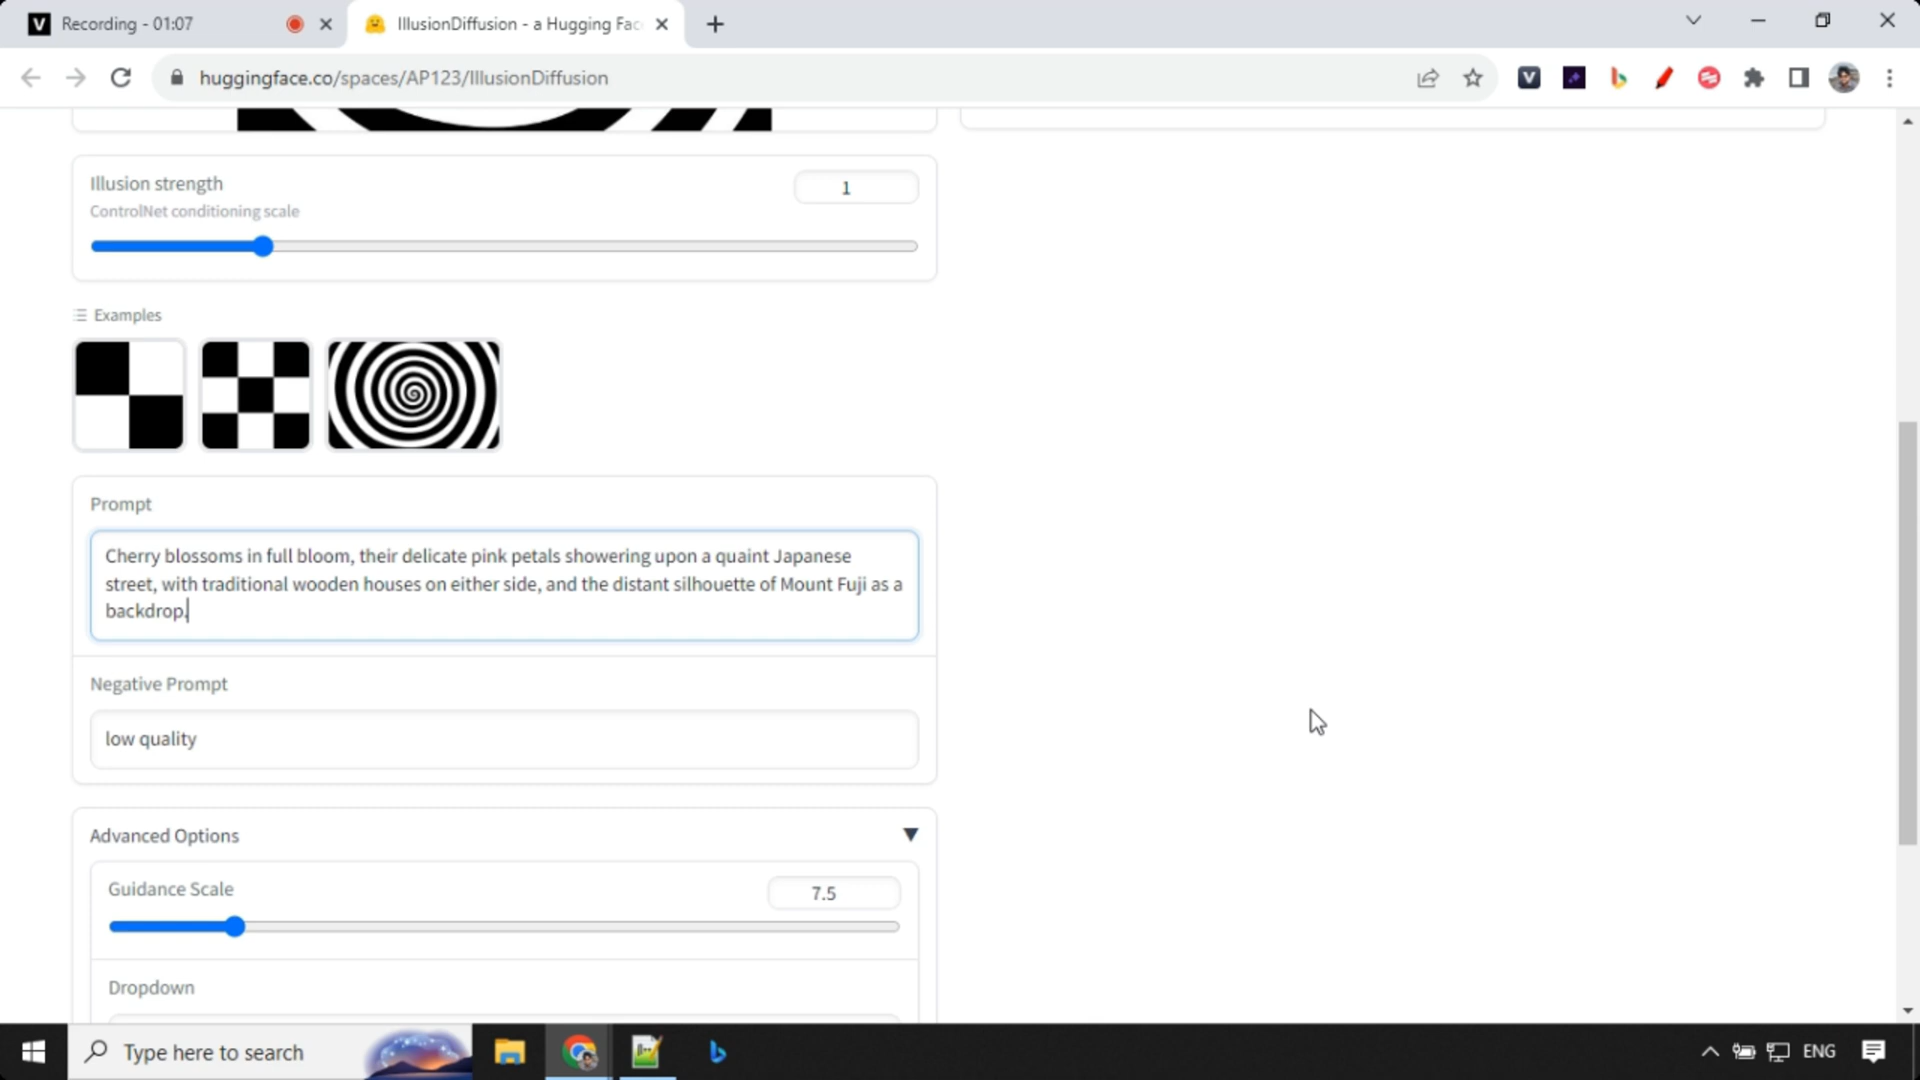 Recording - 01:07
IllusionDiffusion - a Hugging Fac
huggingface.co/spaces/AP123/IllusionDiffusion
Illusion strength
1
ControlNet conditioning scale
Examples
Prompt
Cherry blossoms in full bloom, their delicate pink petals showering upon a quaint Japanese
street, with traditional wooden houses on either side, and the distant silhouette of Mount Fuji as a
backdrop.
Negative Prompt
low quality
Advanced Options
Guidance Scale
7.5
Dropdown
Type here to search
ENG